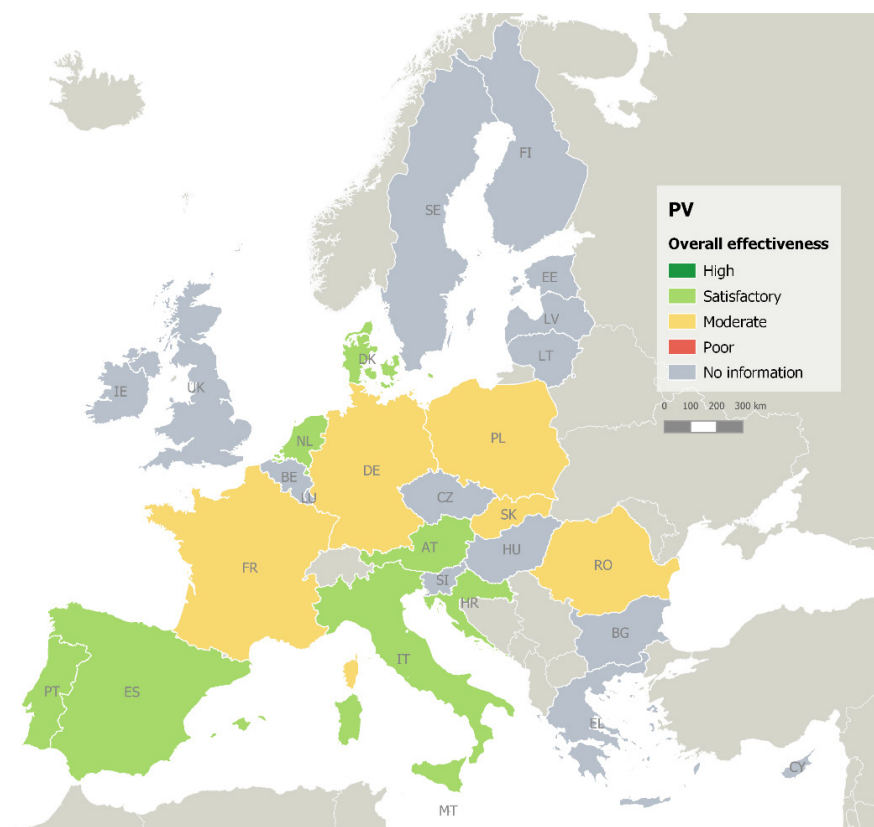 FI
SE
PV
Overall effectiveness
High
Satisfactory
Moderate
Poor
No information
0 100 200 300 km
EE
LV
LT
DK
IE
UK
NL
PL
BE
DE
LU
CZ
SK
AT
HU
FR
RO
SI
HR
BG
IT
PT
ES
EL
CY
MT